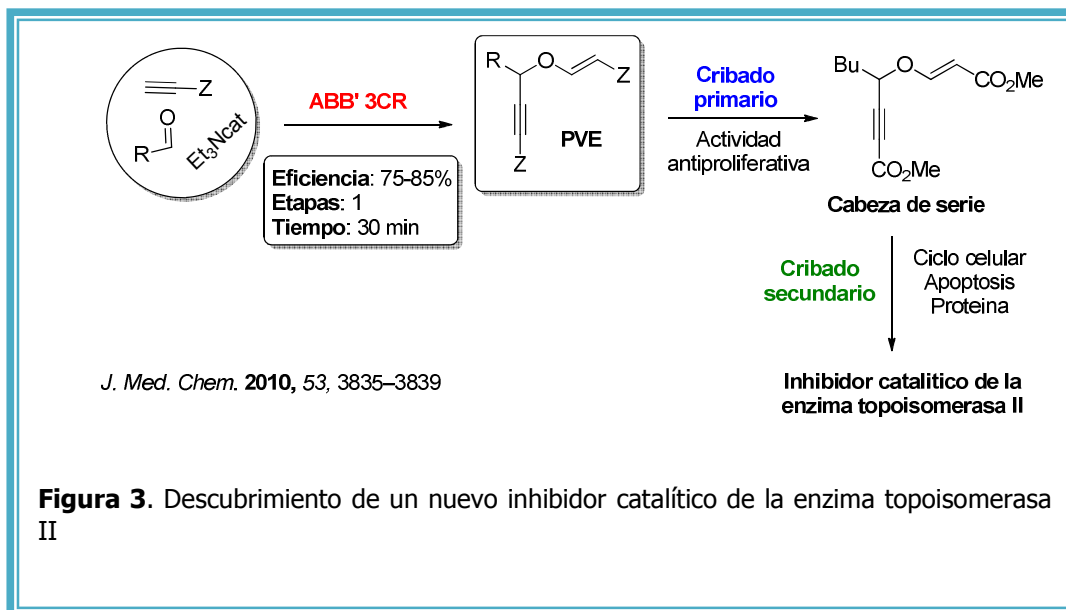 Z
O
R
Et3Ncat
ABB' 3CR
Eficiencia: 75-85%
Etapas: 1
Tiempo: 30 min
R
O
Z
Z
PVE
Cribado
primario
Actividad
antiproliferativa
Bu
O
CO2Me
CO2Me
Cabeza de serie
Cribado
secundario
Ciclo celular
Apoptosis
Proteina
Inhibidor catalitico de la
enzima topoisomerasa II
J. Med. Chem. 2010, 53, 3835–3839
Figura 3. Descubrimiento de un nuevo inhibidor catalítico de la enzima topoisomerasa
II